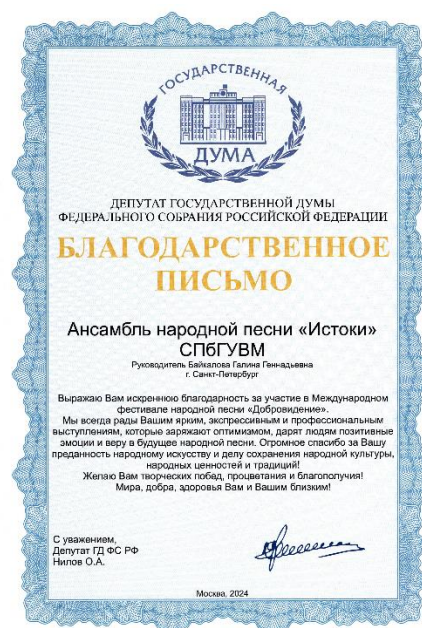 ГОСУДАРСТВЕННАЯ
ДУМА
ДЕПУТАТ ГОСУДАРСТВЕННОЙ ДУМЫ
ФЕДЕРАЛЬНОГО СОБРАНИЯ РОССИЙСКОЙ ФЕДЕРАЦИИ
БЛАГОДАРСТВЕННОЕ
ПИСЬМО
Ансамбль народной песни «Истоки»
СПбГУВМ
Руководитель Байкалова Галина Геннадьевна
г. Санкт-Петербург
Выражаю Вам искреннюю благодарность за участие в Международном
фестивале народной песни «Добровидение».
Мы всегда рады Вашим ярким, экспрессивным и профессиональным
выступлениям, которые заряжают оптимизмом, дарят людям позитивные
эмоции и веру в будущее народной песни. Огромное спасибо за Вашу
преданность народному искусству и делу сохранения народной культуры,
народных ценностей и традиций!
Желаю Вам творческих побед, процветания и благополучия!
Мира, добра, здоровья Вам и Вашим близким!
С уважением,
Депутат ГД ФС РФ
Нилов О.А.
Москва, 2024